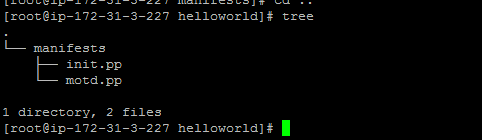 [root@ip-172-31-3-227 manifests]# cd ..
[root@ip-172-31-3-227 helloworld]# tree
.
└── manifests
    ├── init.pp
    └── motd.pp

1 directory, 2 files
[root@ip-172-31-3-227 helloworld]#